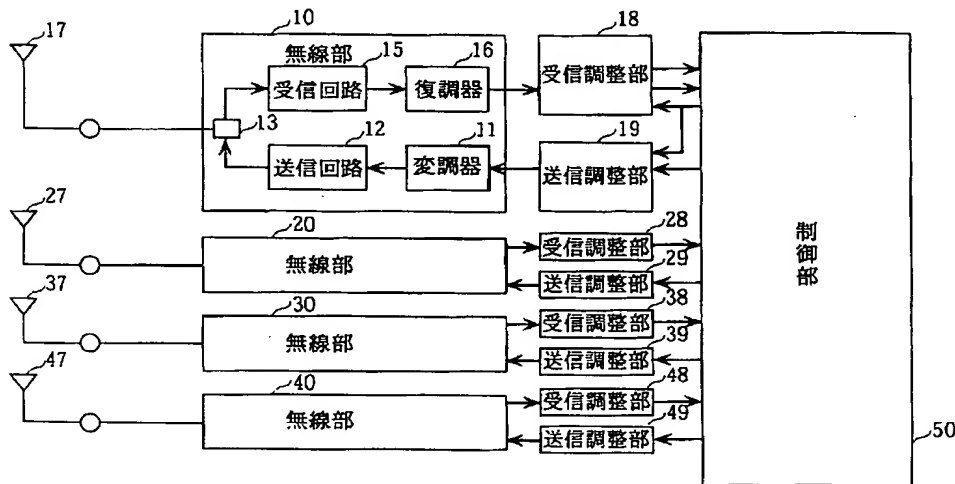 17
10
無線部
15
受信回路
16
復調器
18
受信調整部
13
12
送信回路
11
変調器
19
送信調整部
27
20
無線部
28
受信調整部
29
送信調整部
37
30
無線部
38
受信調整部
39
送信調整部
47
40
無線部
48
受信調整部
49
送信調整部
制御部
50